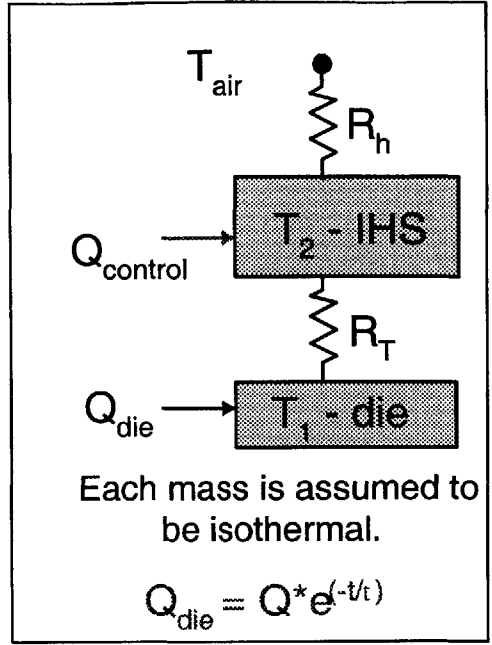 T_air
R_h
T_2 - IHS
Q_control
R_T
Q_die
T_1 - die
Each mass is assumed to
be isothermal.
Q_die = Q*e^(-t/τ)